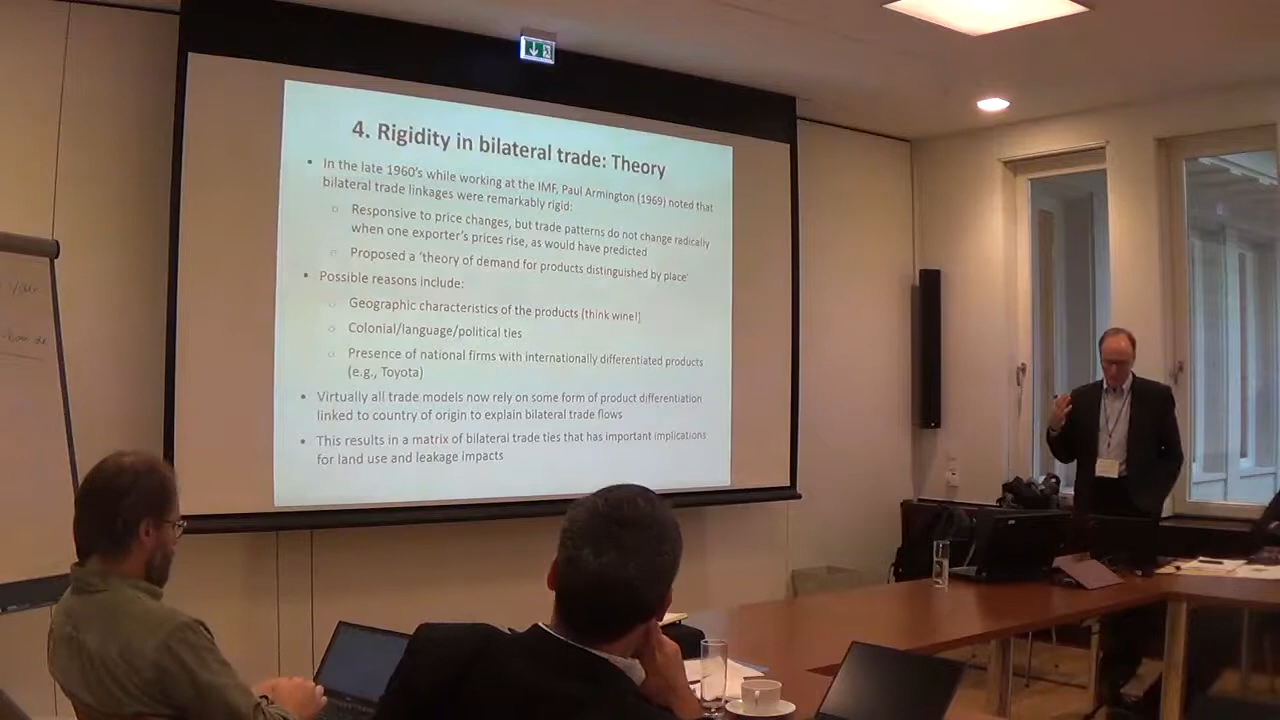 4. Rigidity in bilateral trade: Theory
• In the late 1960's while working at the IMF, Paul Armington (1969) noted that
bilateral trade linkages were remarkably rigid:
○ Responsive to price changes, but trade patterns do not change radically
when one exporter's prices rise, as would have predicted
○ Proposed a 'theory of demand for products distinguished by place'
• Possible reasons include:
○ Geographic characteristics of the products (think wine!)
○ Colonial/language/political ties
○ Presence of national firms with internationally differentiated products
(e.g., Toyota)
• Virtually all trade models now rely on some form of product differentiation
linked to country of origin to explain bilateral trade flows
• This results in a matrix of bilateral trade ties that has important implications
for land use and leakage impacts